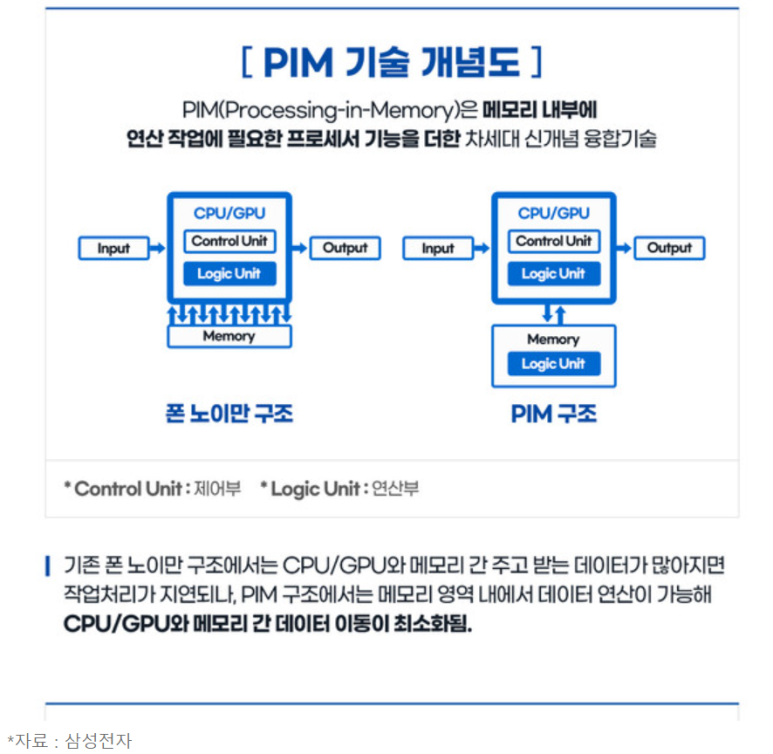 [ PIM 기술 개념도 ]
PIM(Processing-in-Memory)은 메모리 내부에
연산 작업에 필요한 프로세서 기능을 더한 차세대 신개념 융합기술
Input
CPU/GPU
Control Unit
Logic Unit
Output
Memory
폰 노이만 구조
Input
CPU/GPU
Control Unit
Logic Unit
Output
Memory
Logic Unit
PIM 구조
* Control Unit : 제어부 * Logic Unit : 연산부
기존 폰 노이만 구조에서는 CPU/GPU와 메모리 간 주고 받는 데이터가 많아지면
작업처리가 지연되나, PIM 구조에서는 메모리 영역 내에서 데이터 연산이 가능해
CPU/GPU와 메모리 간 데이터 이동이 최소화됨.
*자료 : 삼성전자